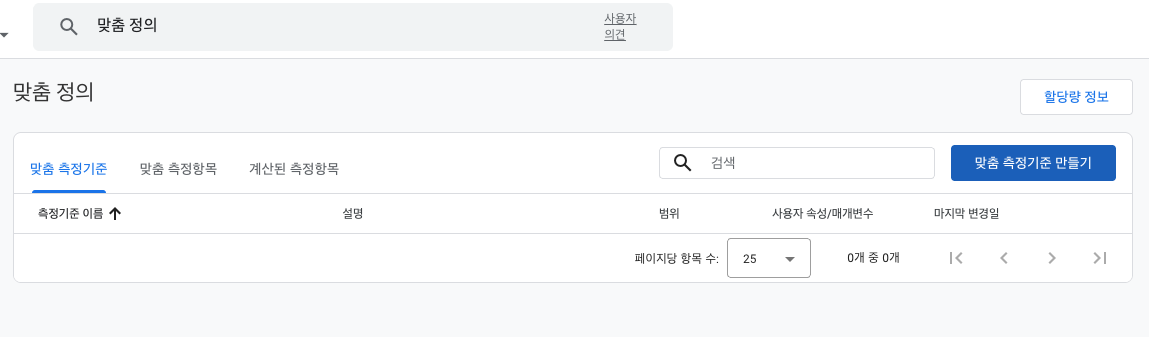 맞춤 정의
사용자
의견
맞춤 정의
할당량 정보
맞춤 측정기준
맞춤 측정항목
계산된 측정항목
검색
맞춤 측정기준 만들기
측정기준 이름 설명 범위 사용자 속성/매개변수 마지막 변경일
페이지당 항목 수: 25 0개 중 0개